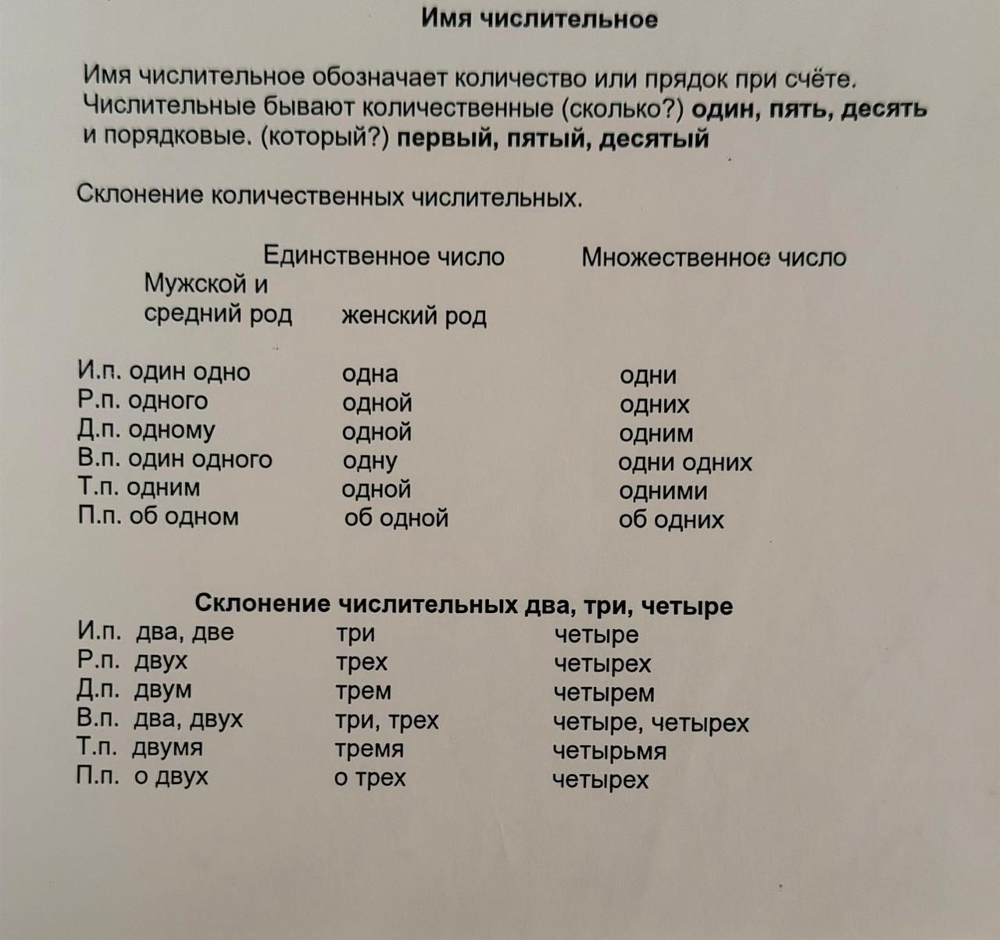 Имя числительное
Имя числительное обозначает количество или прядок при счёте.
Числительные бывают количественные (сколько?) один, пять, десять
и порядковые. (который?) первый, пятый, десятый
Склонение количественных числительных.
Единственное число Множественное число
Мужской и
средний род женский род
И.п. один одно одна одни
Р.п. одного одной одних
Д.п. одному одной одним
В.п. один одного одну одни одних
Т.п. одним одной одними
П.п. об одном об одной об одних
Склонение числительных два, три, четыре
И.п. два, две три четыре
Р.п. двух трех четырех
Д.п. двум трем четырем
В.п. два, двух три, трех четыре, четырех
Т.п. двумя тремя четырьмя
П.п. о двух о трех четырех